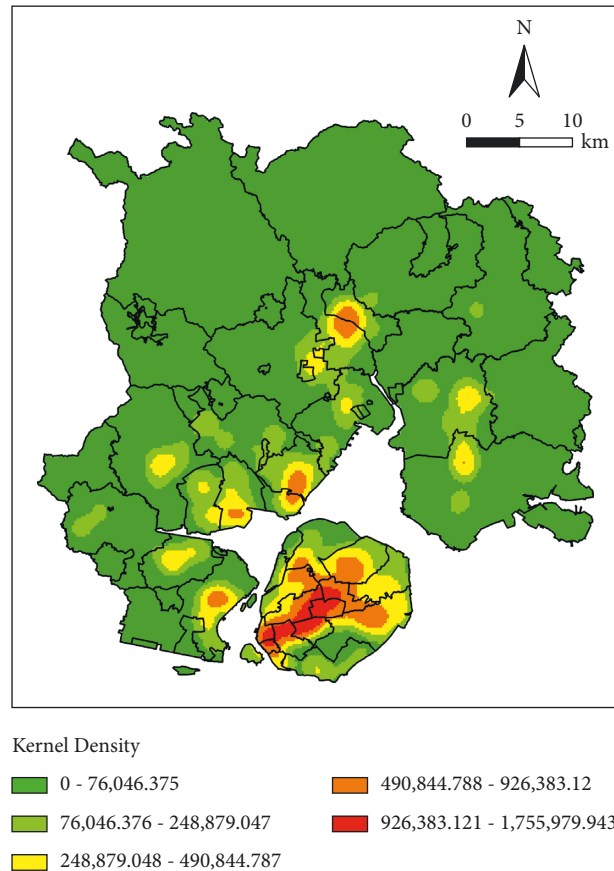 N
0 5 10
km
Kernel Density
0 - 76,046.375
76,046.376 - 248,879.047
248,879.048 - 490,844.787
490,844.788 - 926,383.12
926,383.121 - 1,755,979.943